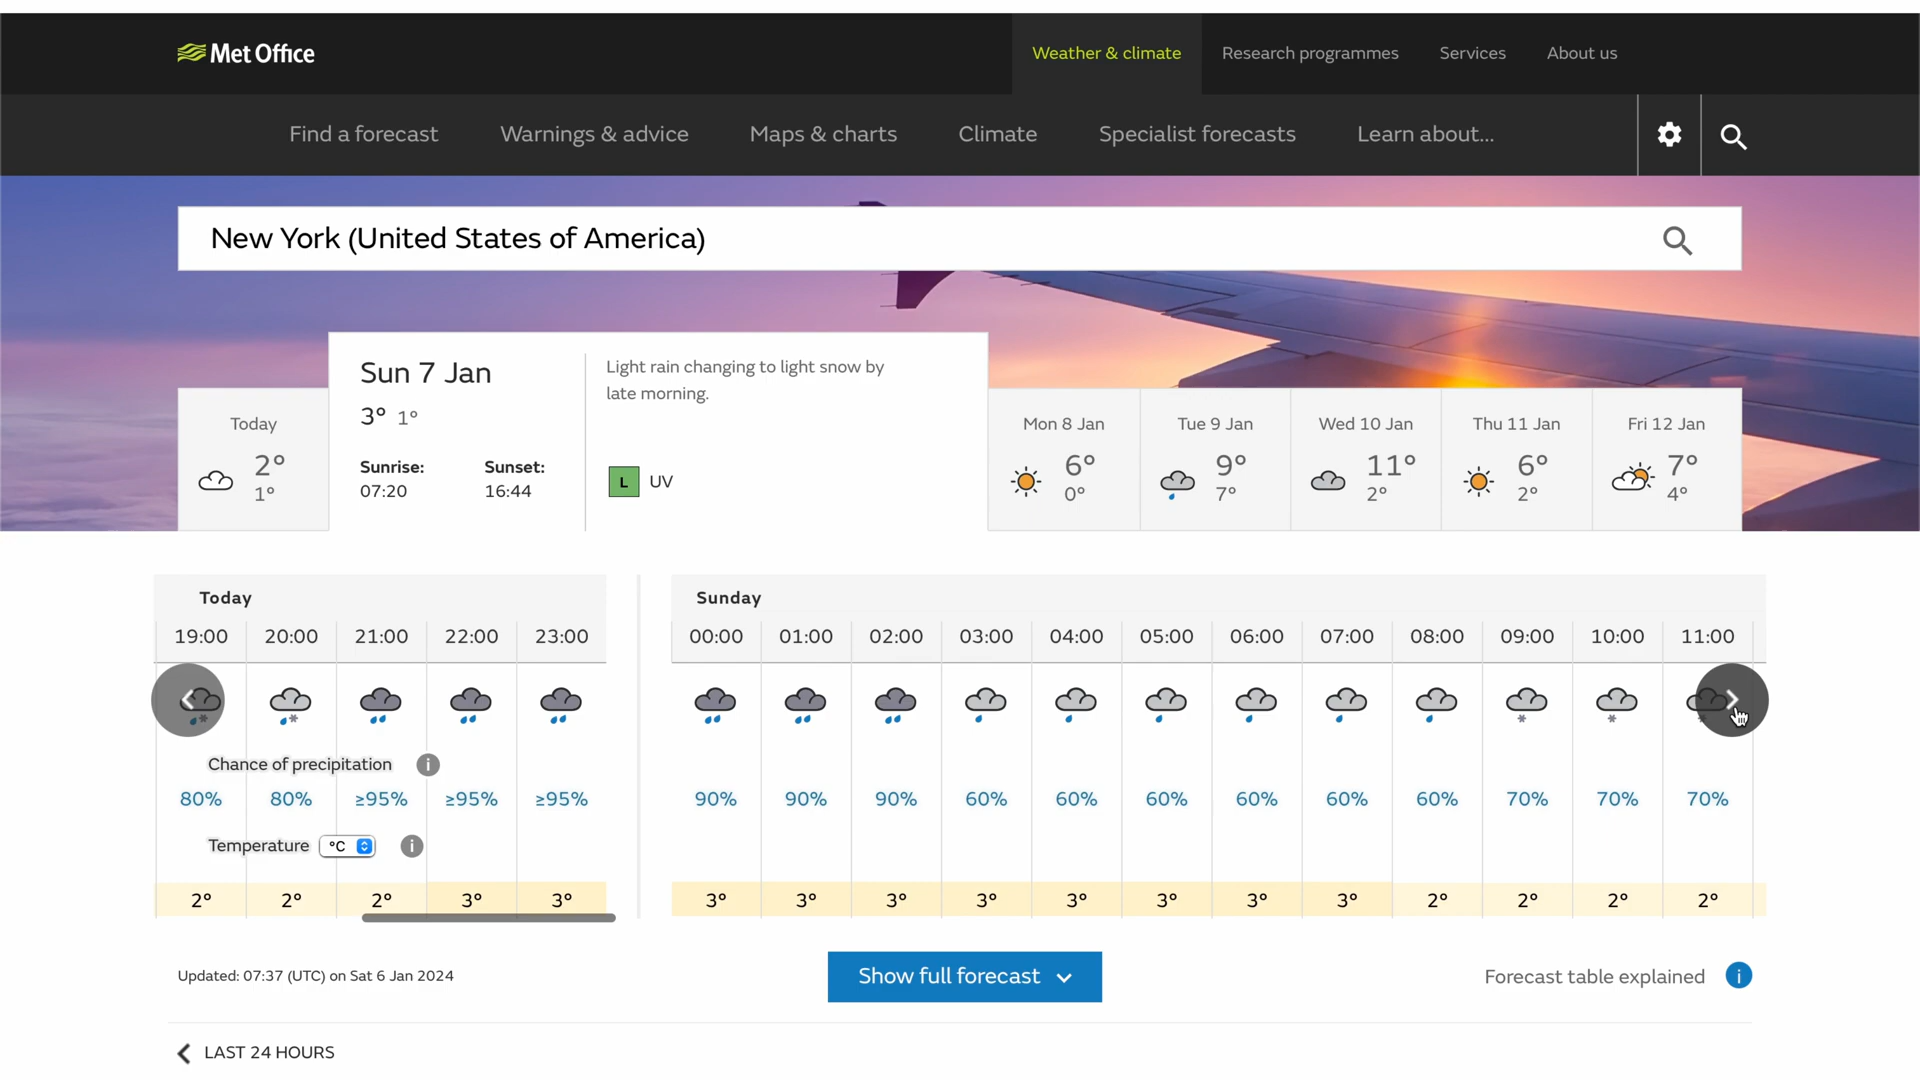 Met Office
Weather & climate Research programmes Services About us
Find a forecast Warnings & advice Maps & charts Climate Specialist forecasts Learn about...
New York (United States of America)
Today
2°
1°
Sun 7 Jan
3° 1°
Sunrise: Sunset:
07:20 16:44
Light rain changing to light snow by
late morning.
L UV
Mon 8 Jan
6°
0°
Tue 9 Jan
9°
7°
Wed 10 Jan
11°
2°
Thu 11 Jan
6°
2°
Fri 12 Jan
7°
4°
Today Sunday
19:00 20:00 21:00 22:00 23:00 00:00 01:00 02:00 03:00 04:00 05:00 06:00 07:00 08:00 09:00 10:00 11:00
Chance of precipitation i
80% 80% ≥95% ≥95% ≥95% 90% 90% 90% 60% 60% 60% 60% 60% 60% 70% 70% 70%
Temperature °C i
2° 2° 2° 3° 3° 3° 3° 3° 3° 3° 3° 3° 3° 2° 2° 2° 2°
Updated: 07:37 (UTC) on Sat 6 Jan 2024 Show full forecast Forecast table explained i
LAST 24 HOURS